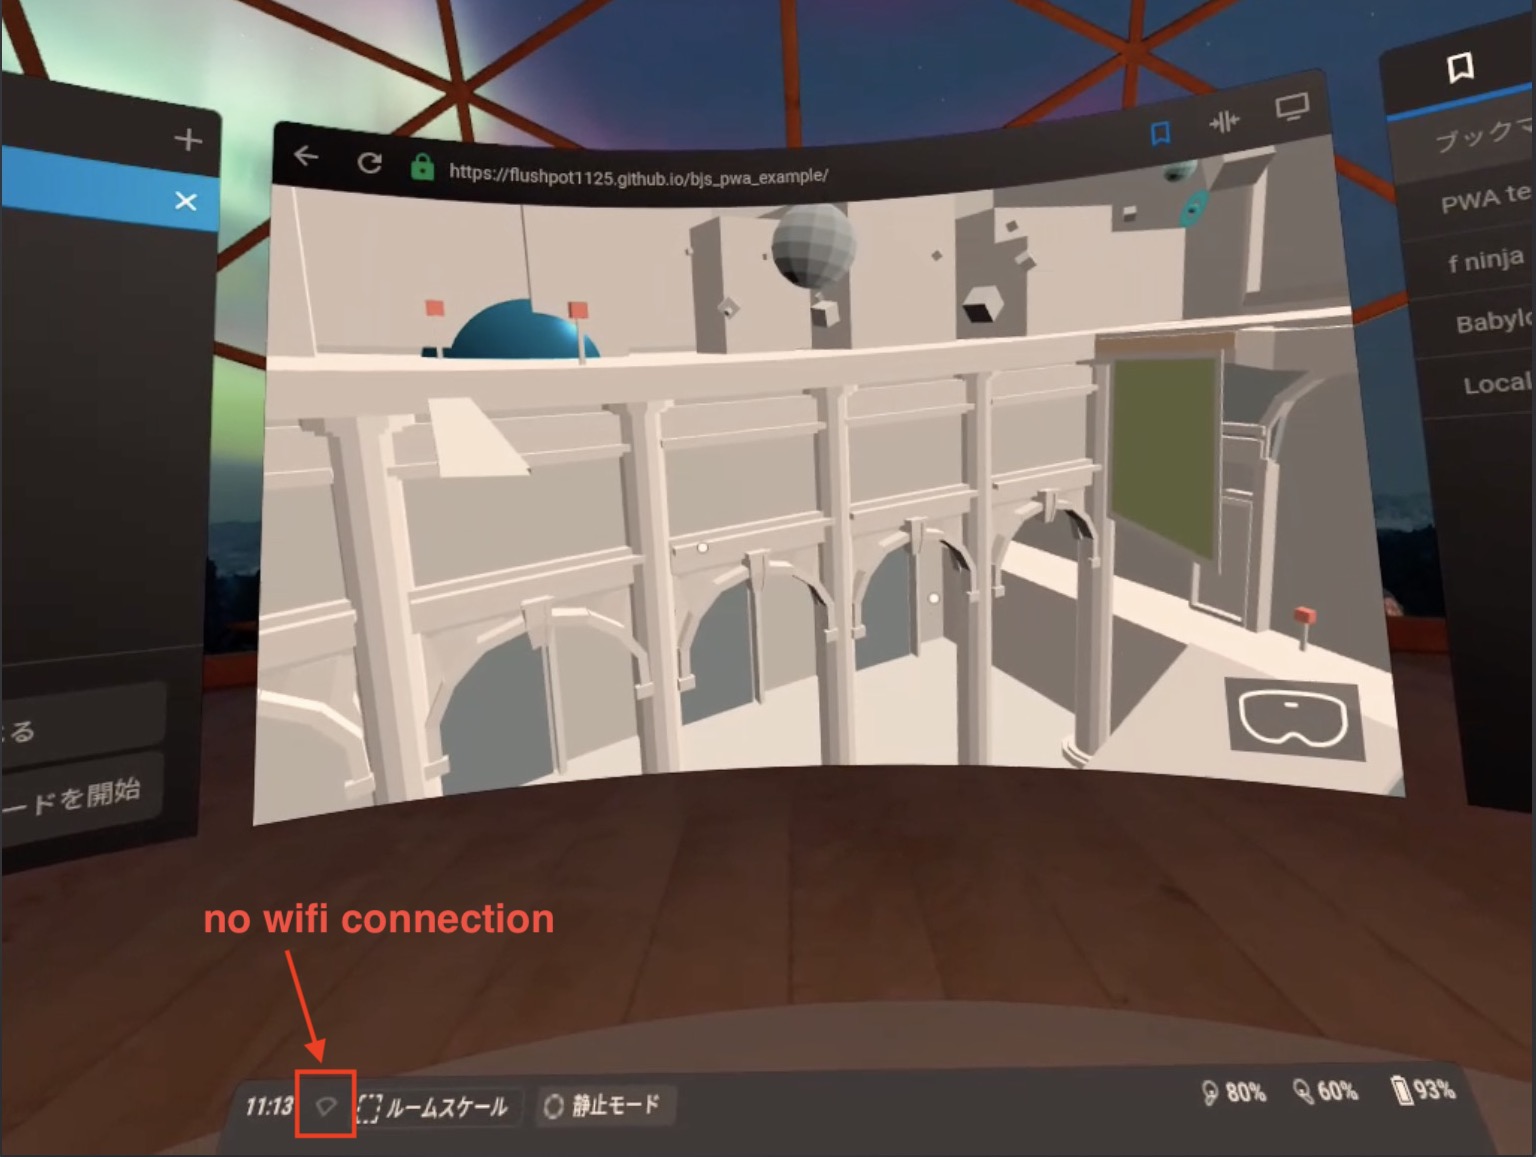 https://flushpot1125.github.io/bjs_pwa_example/
ブックマ
PWA te
f ninja
Babylo
Local
る
ードを開始
no wifi connection
11:13
ルームスケール
静止モード
80%
60%
93%